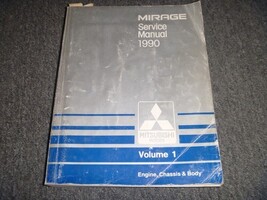 MIRAGE
Service
Manual
1990
MITSUBISHI
Volume 1
Engine, Chassis & Body